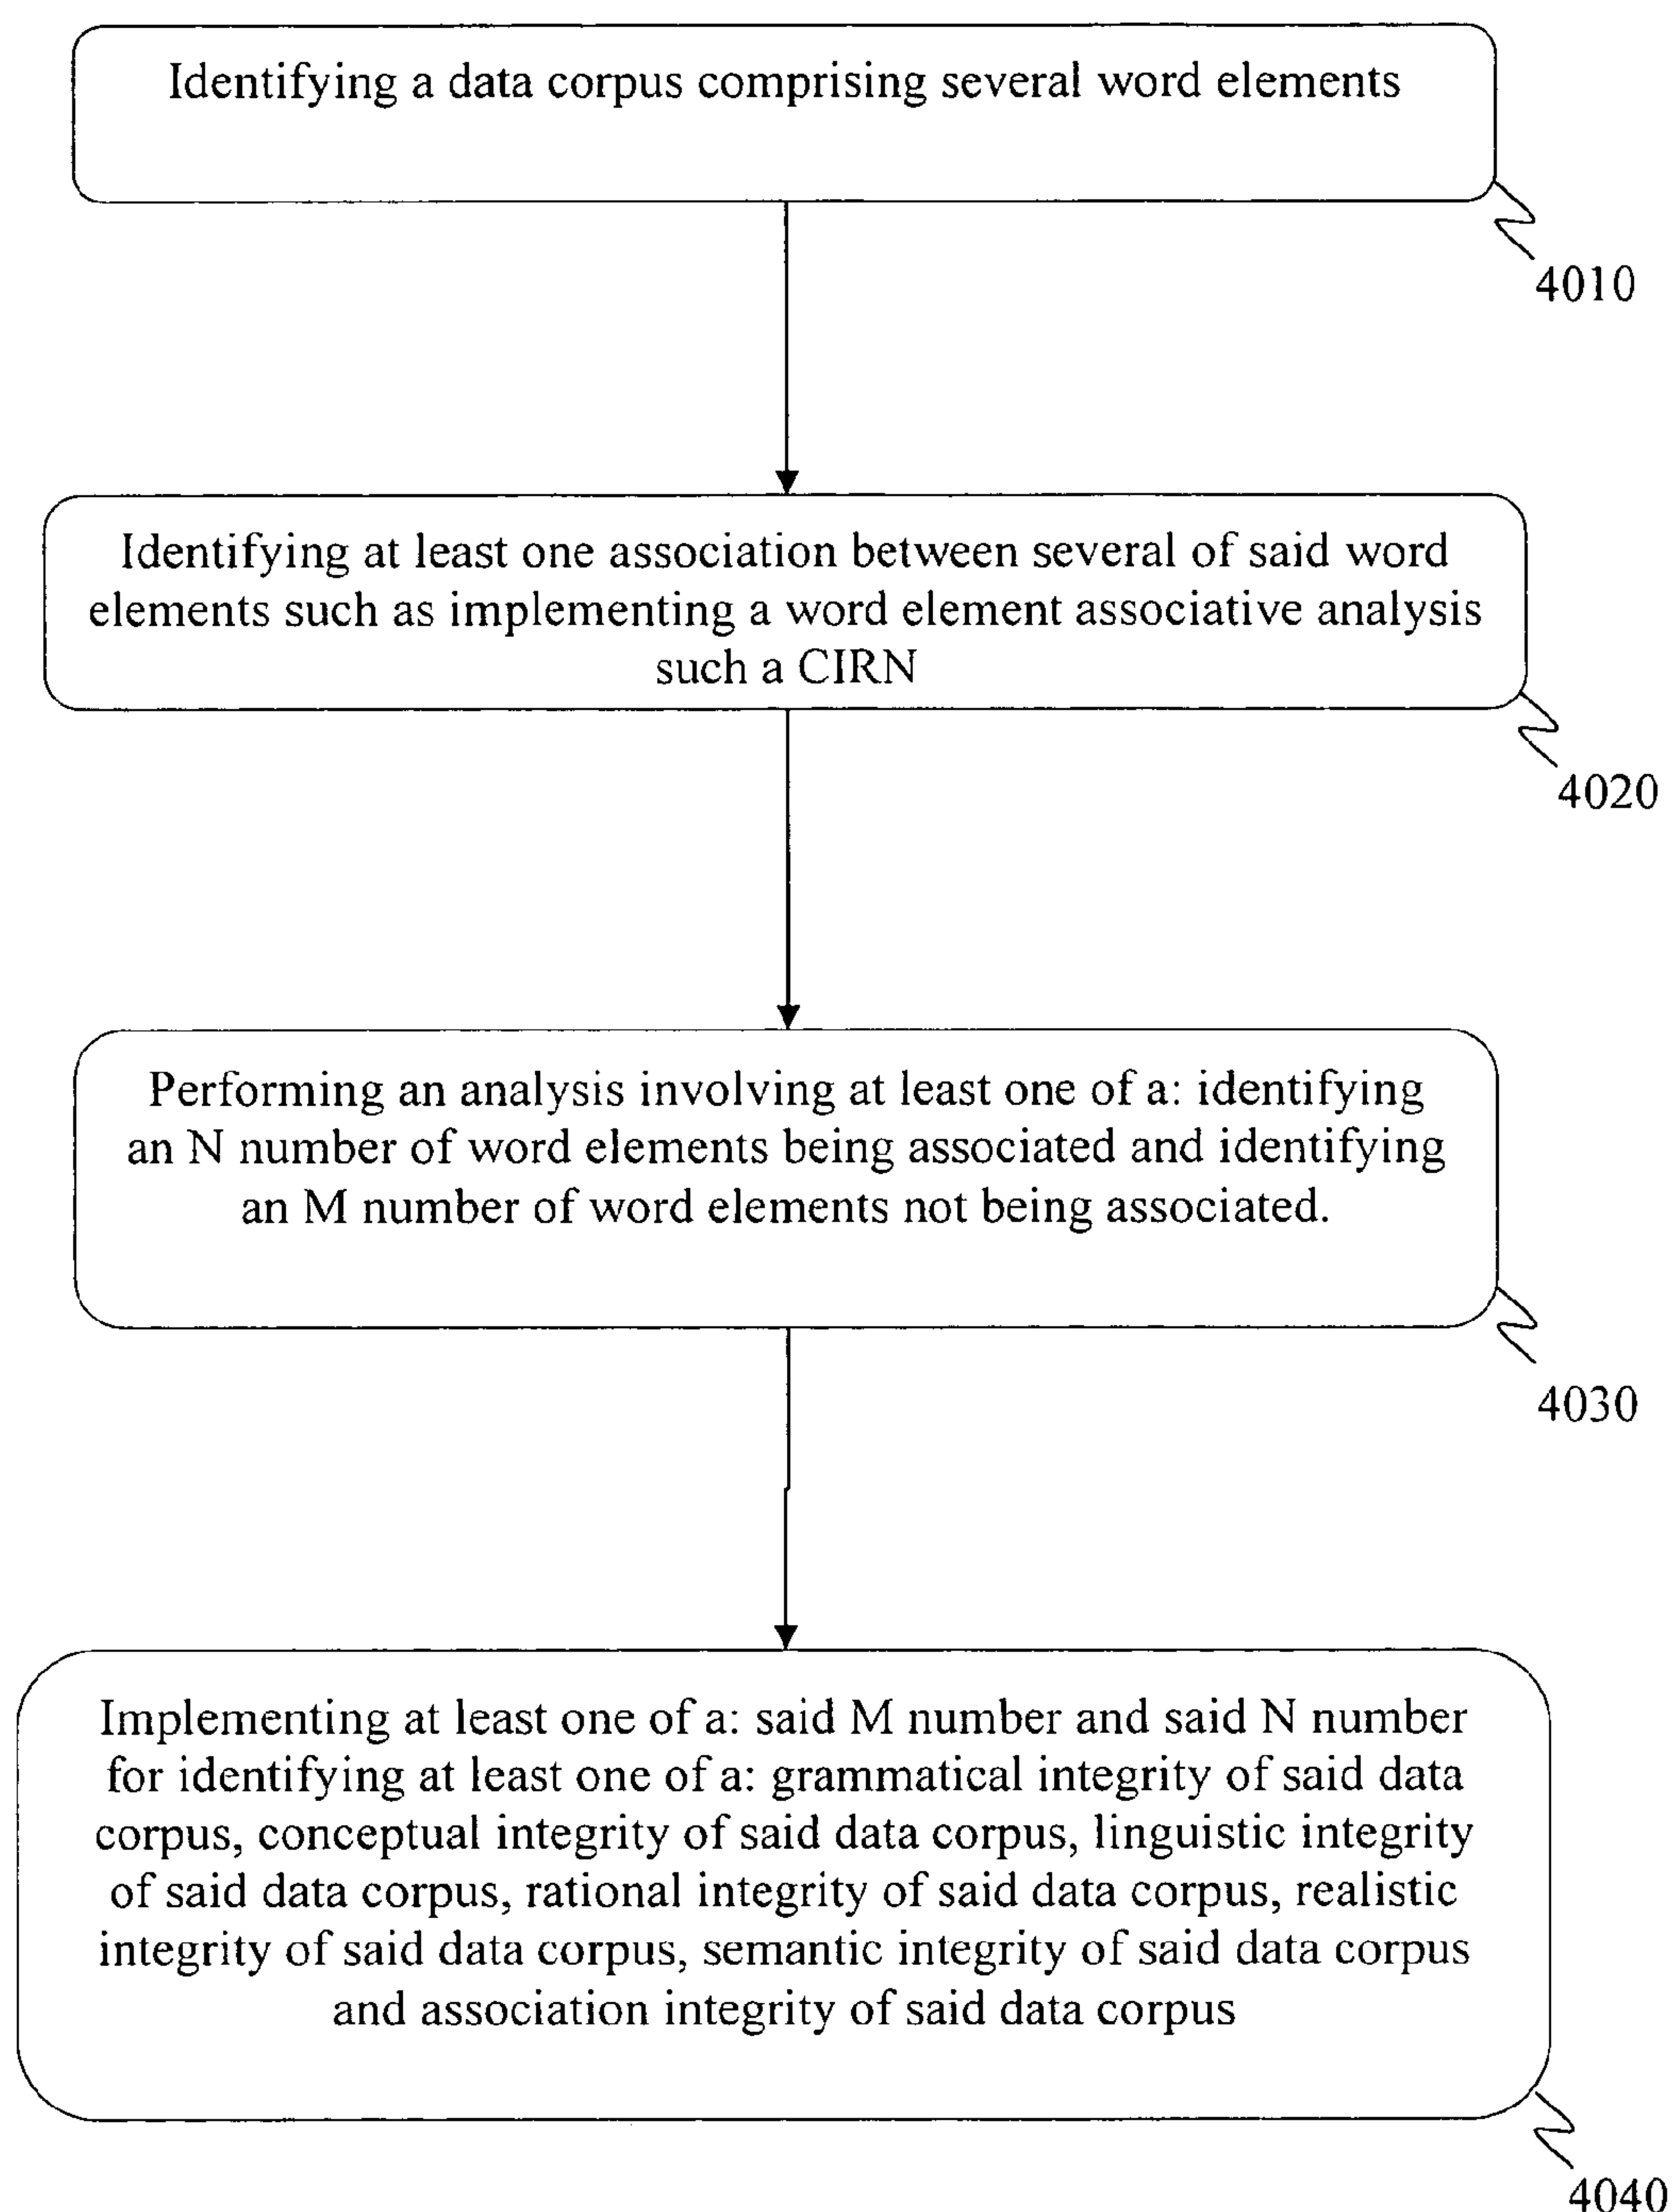 Identifying a data corpus comprising several word elements
4010
Identifying at least one association between several of said word
elements such as implementing a word element associative analysis
such a CIRN
4020
Performing an analysis involving at least one of a: identifying
an N number of word elements being associated and identifying
an M number of word elements not being associated.
4030
Implementing at least one of a: said M number and said N number
for identifying at least one of a: grammatical integrity of said data
corpus, conceptual integrity of said data corpus, linguistic integrity
of said data corpus, rational integrity of said data corpus, realistic
integrity of said data corpus, semantic integrity of said data corpus
and association integrity of said data corpus
4040